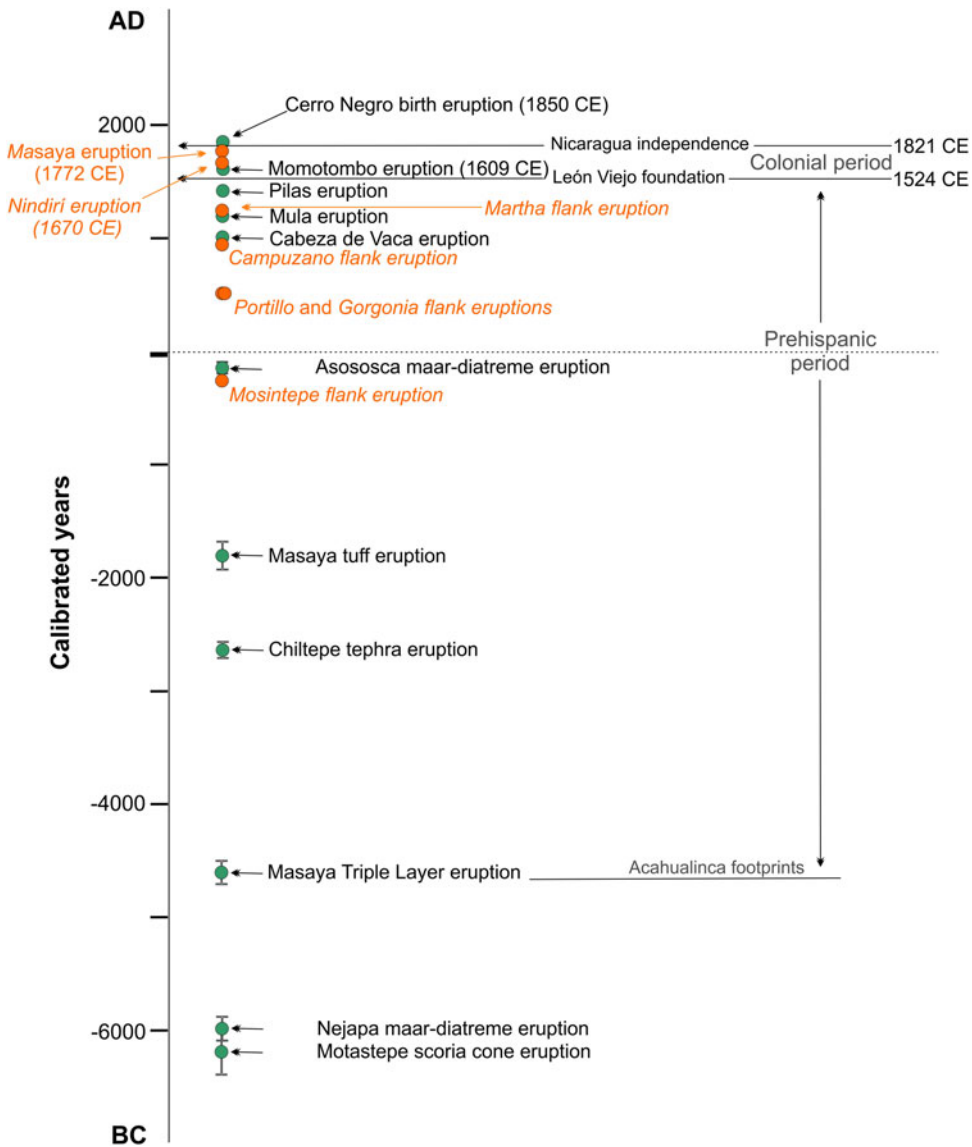 AD
Cerro Negro birth eruption (1850 CE)
2000
Nicaragua independence
1821 CE
Masaya eruption
(1772 CE)
Colonial period
Momotombo eruption (1609 CE)
León Viejo foundation
1524 CE
Pilas eruption
Nindirí eruption
(1670 CE)
Martha flank eruption
Mula eruption
Cabeza de Vaca eruption
Campuzano flank eruption
Portillo and Gorgonia flank eruptions
Prehispanic
period
Asososca maar-diatreme eruption
Mosintepe flank eruption
Calibrated years
Masaya tuff eruption
-2000
Chiltepe tephra eruption
-4000
Masaya Triple Layer eruption
Acahualinca footprints
-6000
Nejapa maar-diatreme eruption
Motastepe scoria cone eruption
BC